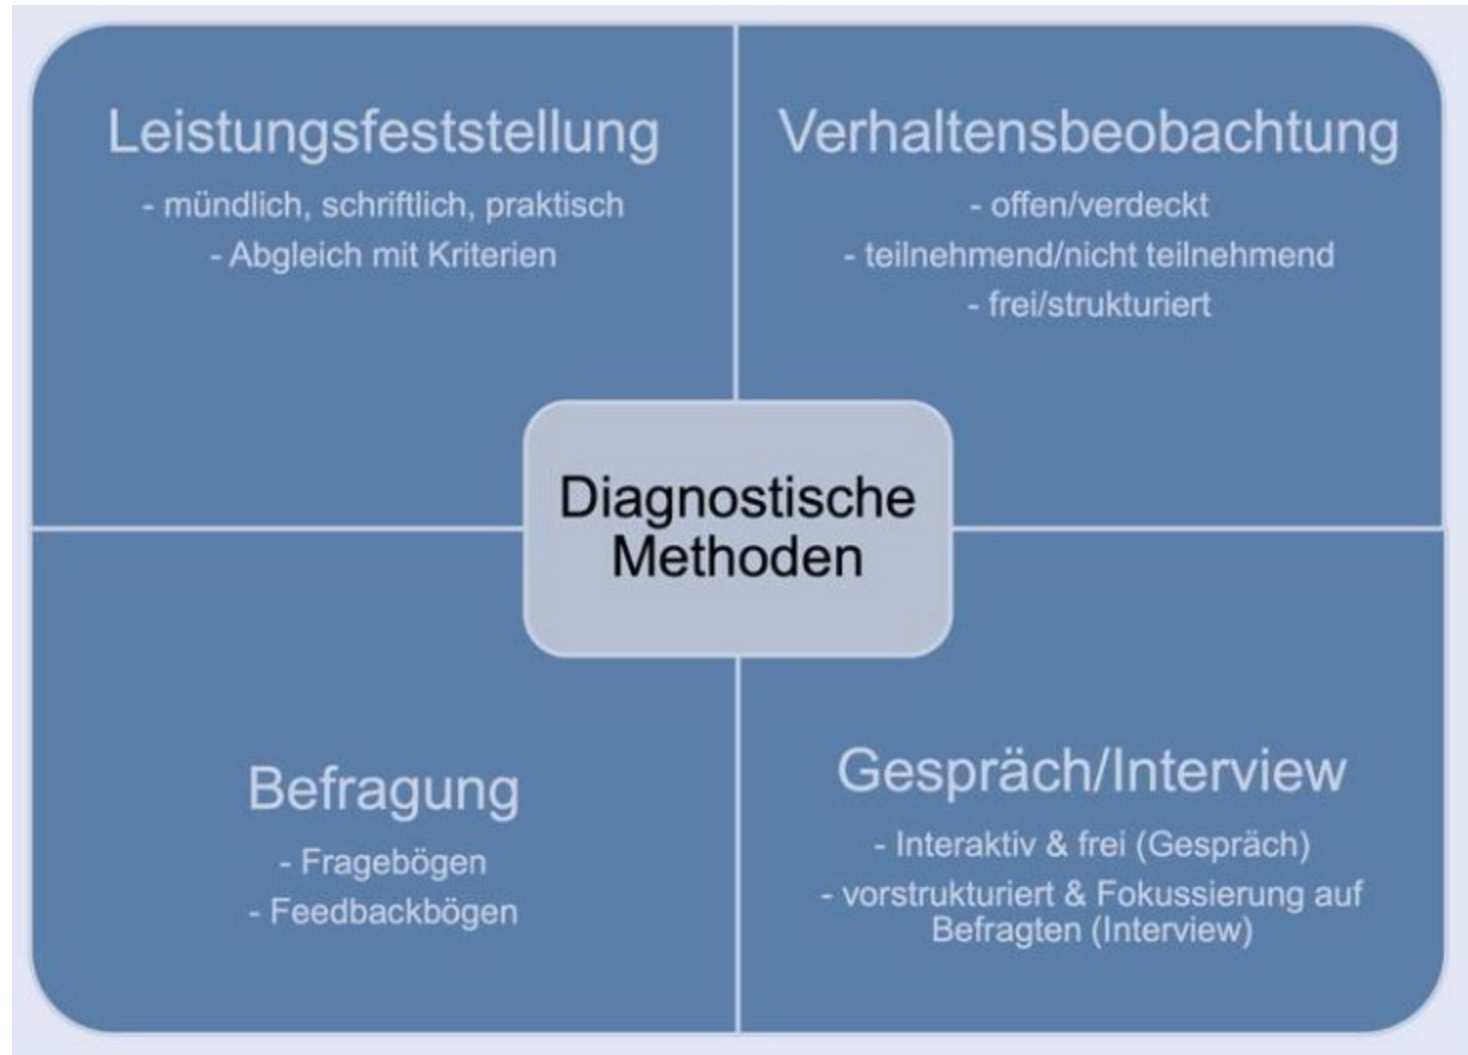 Leistungsfeststellung
- mündlich, schriftlich, praktisch
- Abgleich mit Kriterien
Verhaltensbeobachtung
- offen/verdeckt
- teilnehmend/nicht teilnehmend
- frei/strukturiert
Diagnostische
Methoden
Befragung
- Fragebögen
- Feedbackbögen
Gespräch/Interview
- Interaktiv & frei (Gespräch)
- vorstrukturiert & Fokussierung auf
Befragten (Interview)